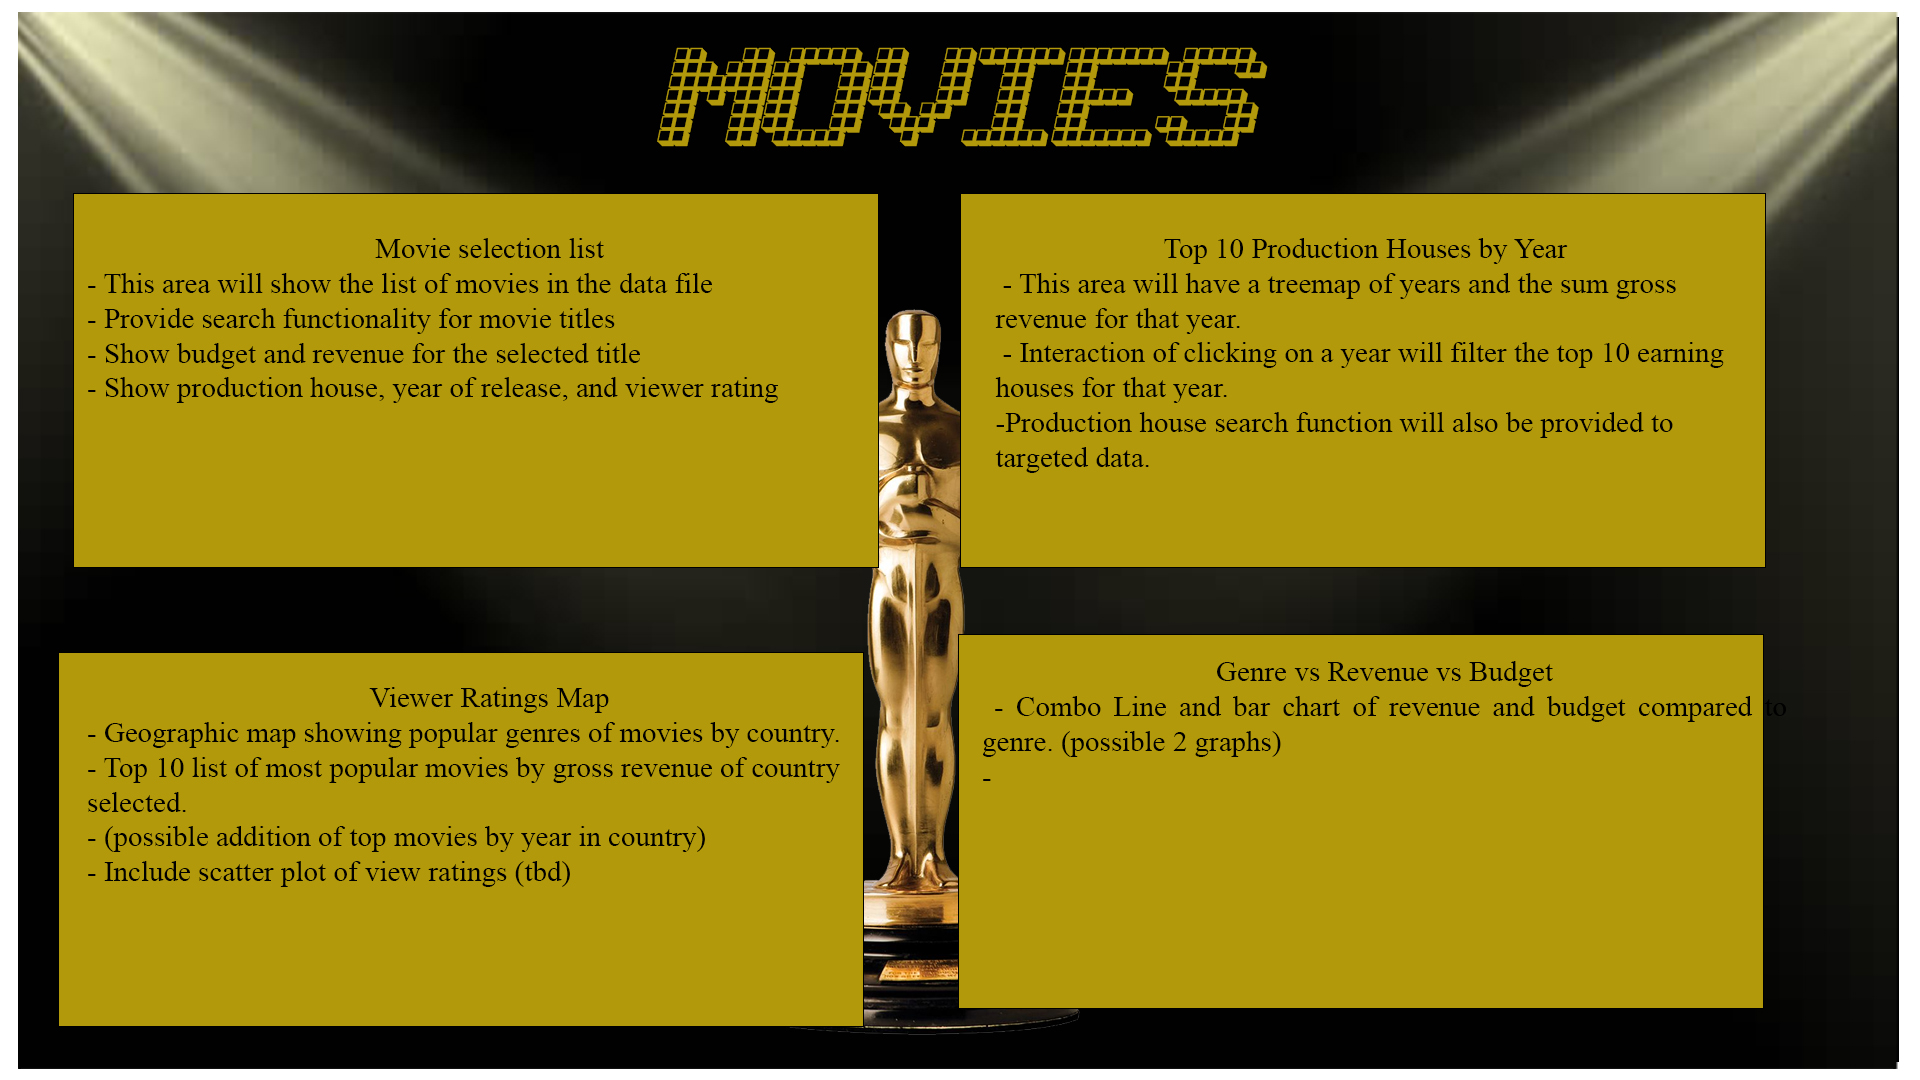 MOVIES
Movie selection list
- This area will show the list of movies in the data file
- Provide search functionality for movie titles
- Show budget and revenue for the selected title
- Show production house, year of release, and viewer rating
Top 10 Production Houses by Year
- This area will have a treemap of years and the sum gross
revenue for that year.
- Interaction of clicking on a year will filter the top 10 earning
houses for that year.
-Production house search function will also be provided to
targeted data.
Viewer Ratings Map
- Geographic map showing popular genres of movies by country.
- Top 10 list of most popular movies by gross revenue of country
selected.
- (possible addition of top movies by year in country)
- Include scatter plot of view ratings (tbd)
Genre vs Revenue vs Budget
- Combo Line and bar chart of revenue and budget compared to
genre. (possible 2 graphs)
-